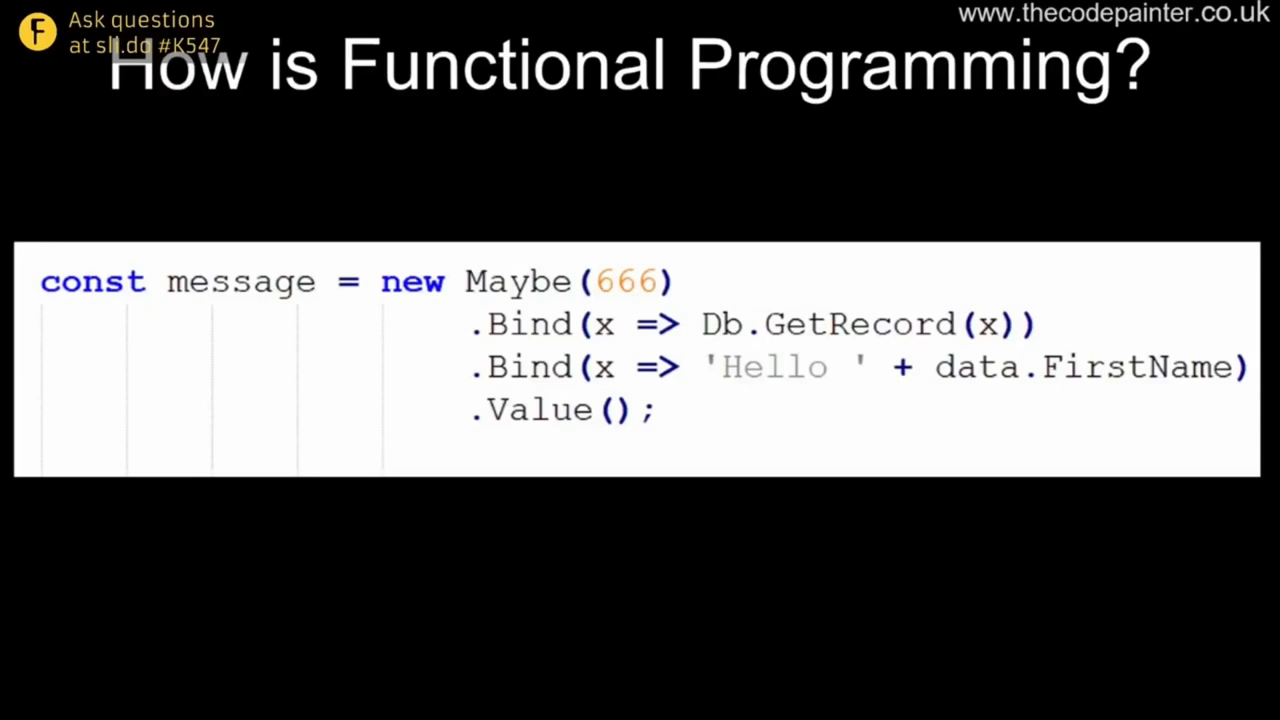 Ask questions
at sli.do #K547
www.thecodepainter.co.uk
How is Functional Programming?
const message = new Maybe(666)
.Bind(x => Db.GetRecord(x))
.Bind(x => 'Hello ' + data.FirstName)
.Value();